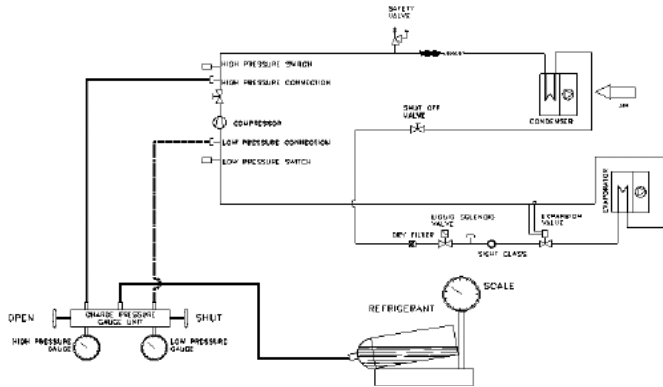 SAFETY
VALVE
HIGH PRESSURE SWITCH
HIGH PRESSURE CONNECTION
COMPRESSOR
LOW PRESSURE CONNECTION
LOW PRESSURE SWITCH
SHUT OFF
VALVE
CONDENSER
AIR
EVAPORATOR
LIQUID SOLENOID
VALVE
EXPANSION
VALVE
DRY FILTER
SIGHT GLASS
OPEN
CHARGE PRESSURE
GAUGE UNIT
SHUT
HIGH PRESSURE
GAUGE
LOW PRESSURE
GAUGE
REFRIGERANT
SCALE